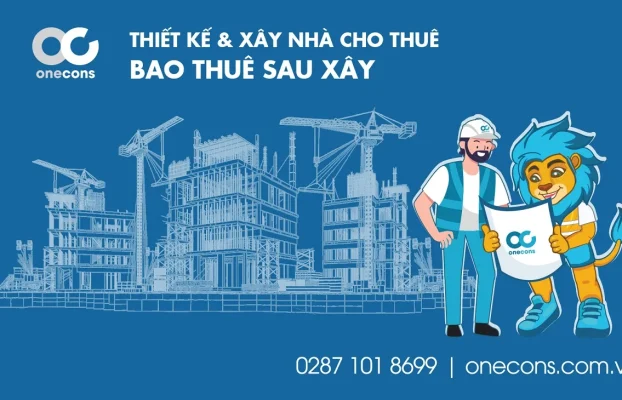 onecons
THIẾT KẾ & XÂY NHÀ CHO THUÊ
BAO THUÊ SAU XÂY
onecons
0287 101 8699 | onecons.com.v